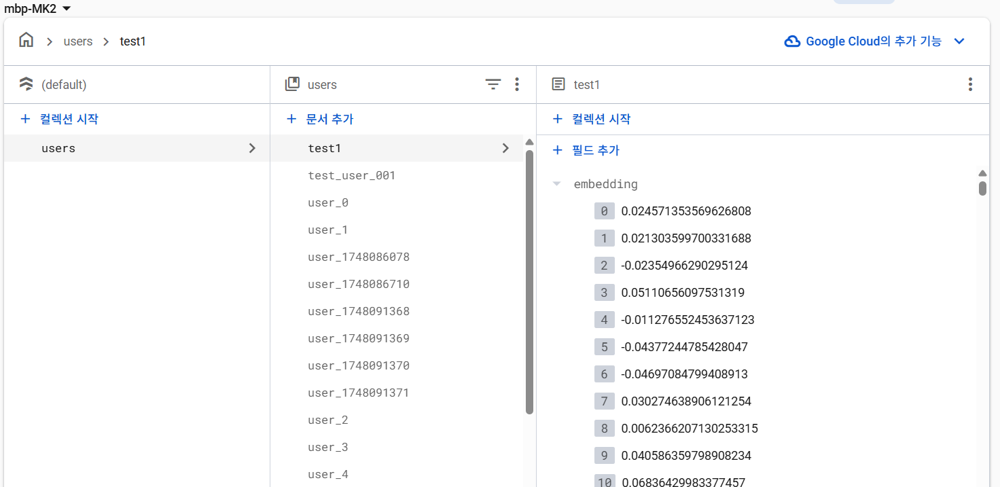 mbp-MK2
users
test1
Google Cloud의 추가 기능
(default)
users
test1
컬렉션 시작
문서 추가
컬렉션 시작
users
test1
test_user_001
user_0
user_1
user_1748086078
user_1748086710
user_1748091368
user_1748091369
user_1748091370
user_1748091371
user_2
user_3
user_4
필드 추가
embedding
0 0.024571353569626808
1 0.021303599700331688
2 -0.02354966290295124
3 0.05110656097531319
4 -0.011276552453637123
5 -0.04377244785428047
6 -0.04697084799408913
7 0.030274638906121254
8 0.0062366207130253315
9 0.040586359798908234
10 0.06836429983377457